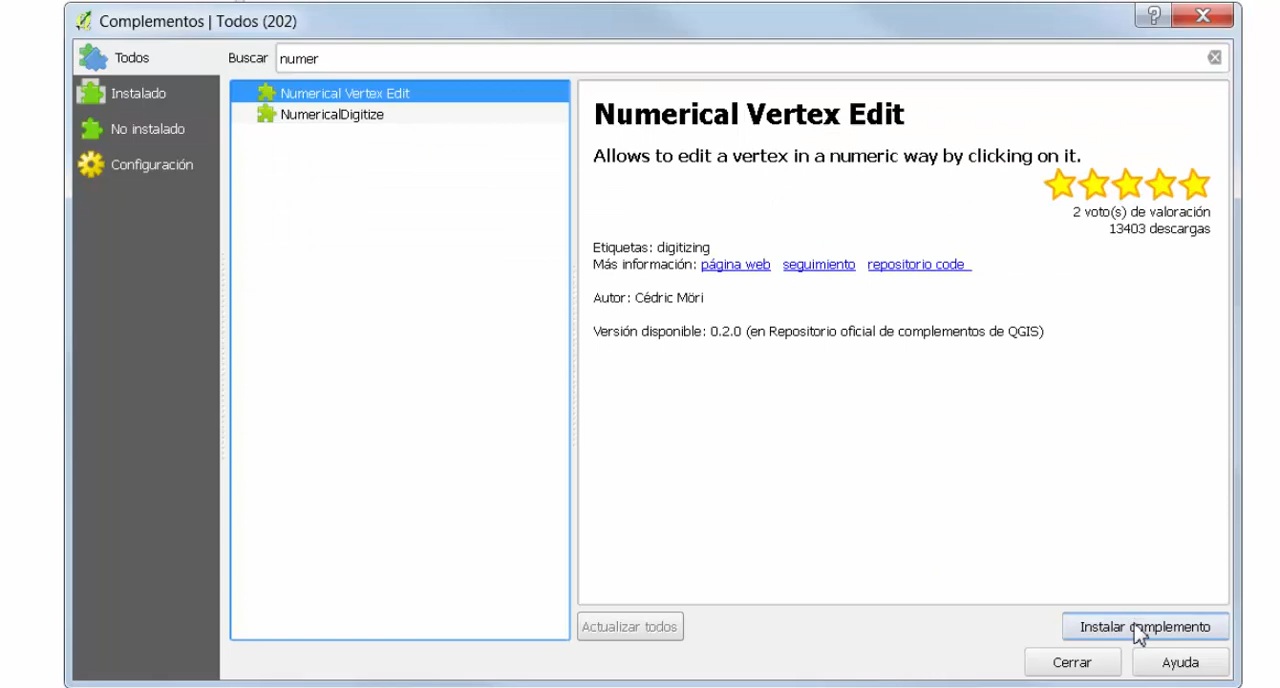 Complementos | Todos (202)
Todos
Instalado
No instalado
Configuración
Buscar numer
Numerical Vertex Edit
NumericalDigitize
Numerical Vertex Edit
Allows to edit a vertex in a numeric way by clicking on it.
2 voto(s) de valoración
13403 descargas
Etiquetas: digitizing
Más información: página web seguimiento repositorio code
Autor: Cédric Möri
Versión disponible: 0.2.0 (en Repositorio oficial de complementos de QGIS)
Actualizar todos
Instalar complemento
Cerrar
Ayuda